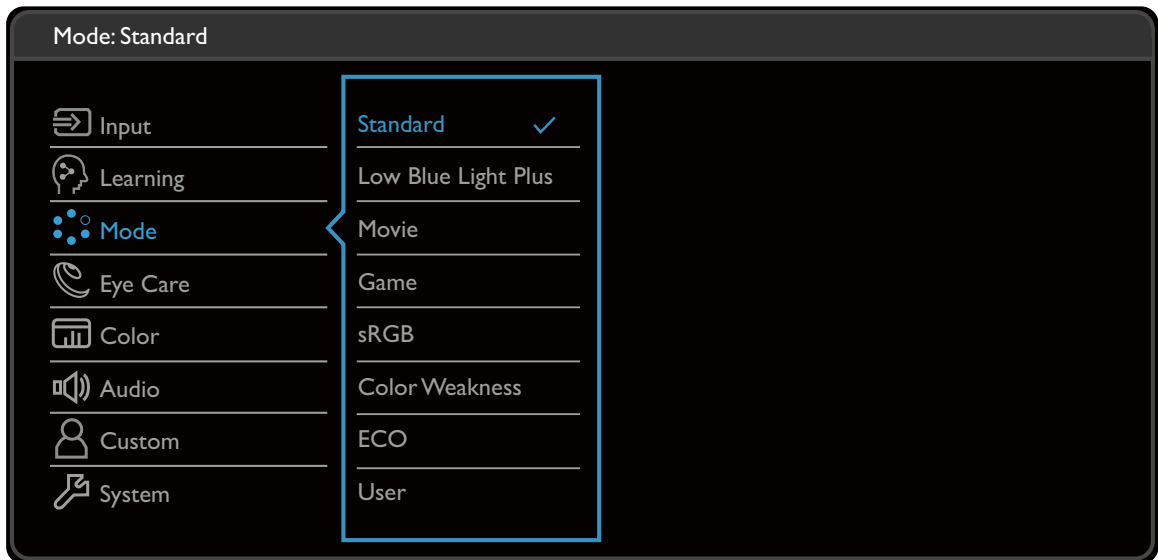 Mode: Standard
Input
Learning
Mode
Eye Care
Color
Audio
Custom
System
Standard
Low Blue Light Plus
Movie
Game
sRGB
Color Weakness
ECO
User